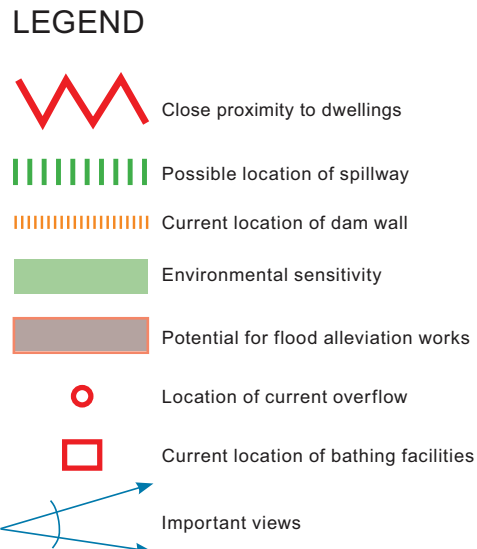 LEGEND
Close proximity to dwellings
Possible location of spillway
Current location of dam wall
Environmental sensitivity
Potential for flood alleviation works
Location of current overflow
Current location of bathing facilities
Important views